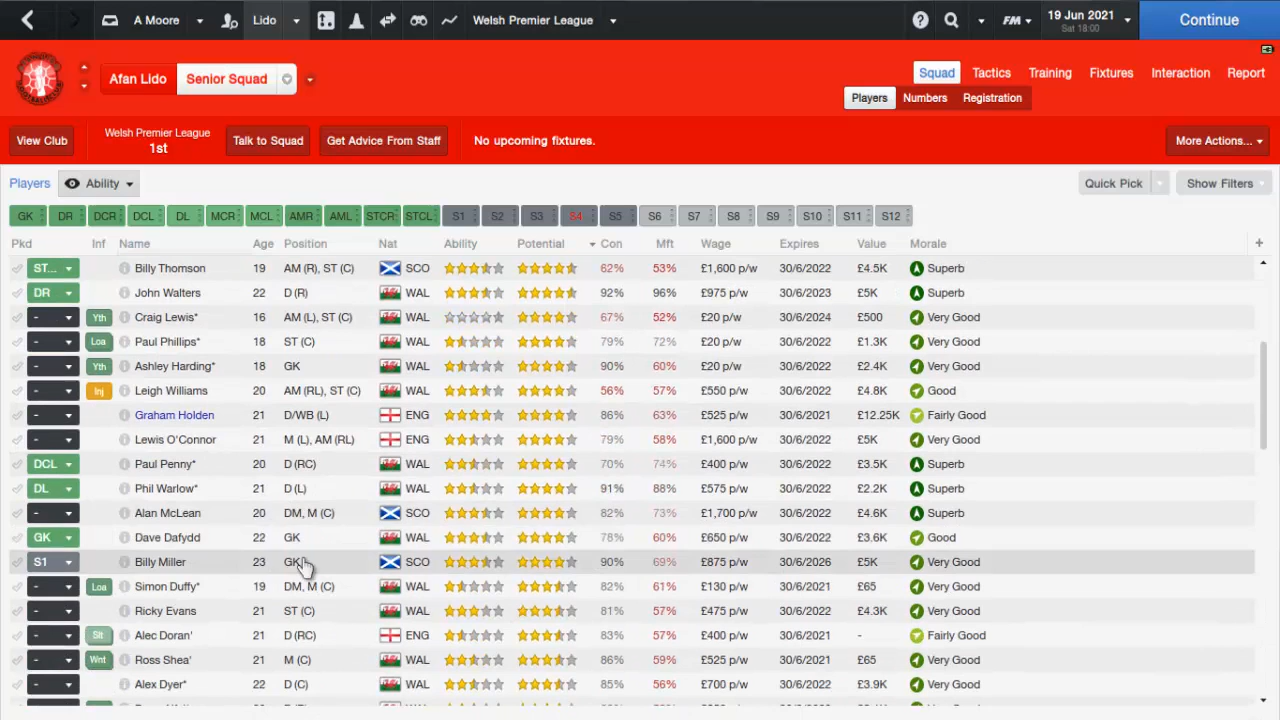 A Moore Lido Welsh Premier League FM 19 Jun 2021 Sat 18:00 Continue
Afan Lido Senior Squad Squad Tactics Training Fixtures Interaction Report
Players Numbers Registration
View Club Welsh Premier League 1st Talk to Squad Get Advice From Staff No upcoming fixtures. More Actions...
Players Ability Quick Pick Show Filters
GK DR DCR DCL DL MCR MCL AMR AML STCR STCL S1 S2 S3 S4 S5 S6 S7 S8 S9 S10 S11 S12
Pkd Inf Name Age Position Nat Ability Potential Con Mft Wage Expires Value Morale +
ST... Billy Thomson 19 AM (R), ST (C) SCO 62% 53% £1,600 p/w 30/6/2022 £4.5K Superb
DR John Walters 22 D (R) WAL 92% 96% £975 p/w 30/6/2023 £5K Superb
- Yth Craig Lewis* 16 AM (L), ST (C) WAL 67% 52% £20 p/w 30/6/2024 £500 Very Good
- Loa Paul Phillips* 18 ST (C) WAL 79% 72% £20 p/w 30/6/2022 £1.3K Very Good
- Yth Ashley Harding* 18 GK WAL 90% 60% £20 p/w 30/6/2022 £2.4K Very Good
- Inj Leigh Williams 20 AM (RL), ST (C) WAL 56% 57% £550 p/w 30/6/2022 £4.8K Good
- Graham Holden 21 D/WB (L) ENG 86% 63% £525 p/w 30/6/2021 £12.25K Fairly Good
- Lewis O'Connor 21 M (L), AM (RL) ENG 79% 58% £1,600 p/w 30/6/2022 £5K Very Good
DCL Paul Penny* 20 D (RC) WAL 70% 74% £400 p/w 30/6/2022 £3.5K Superb
DL Phil Warlow* 21 D (L) WAL 91% 88% £575 p/w 30/6/2022 £2.2K Superb
- Alan McLean 20 DM, M (C) SCO 82% 73% £1,700 p/w 30/6/2022 £4.6K Superb
GK Dave Dafydd 22 GK WAL 78% 60% £650 p/w 30/6/2022 £3.6K Good
S1 Billy Miller 23 GK SCO 90% 69% £875 p/w 30/6/2026 £5K Very Good
- Loa Simon Duffy* 19 DM, M (C) WAL 82% 61% £130 p/w 30/6/2022 £65 Very Good
- Ricky Evans 21 ST (C) WAL 81% 57% £475 p/w 30/6/2022 £4.3K Very Good
- Slt Alec Doran' 21 D (RC) ENG 83% 57% £400 p/w 30/6/2021 - Fairly Good
- Wnt Ross Shea' 21 M (C) WAL 86% 59% £525 p/w 30/6/2021 £65 Very Good
- Alex Dyer* 22 D (C) WAL 85% 56% £700 p/w 30/6/2022 £3.9K Very Good